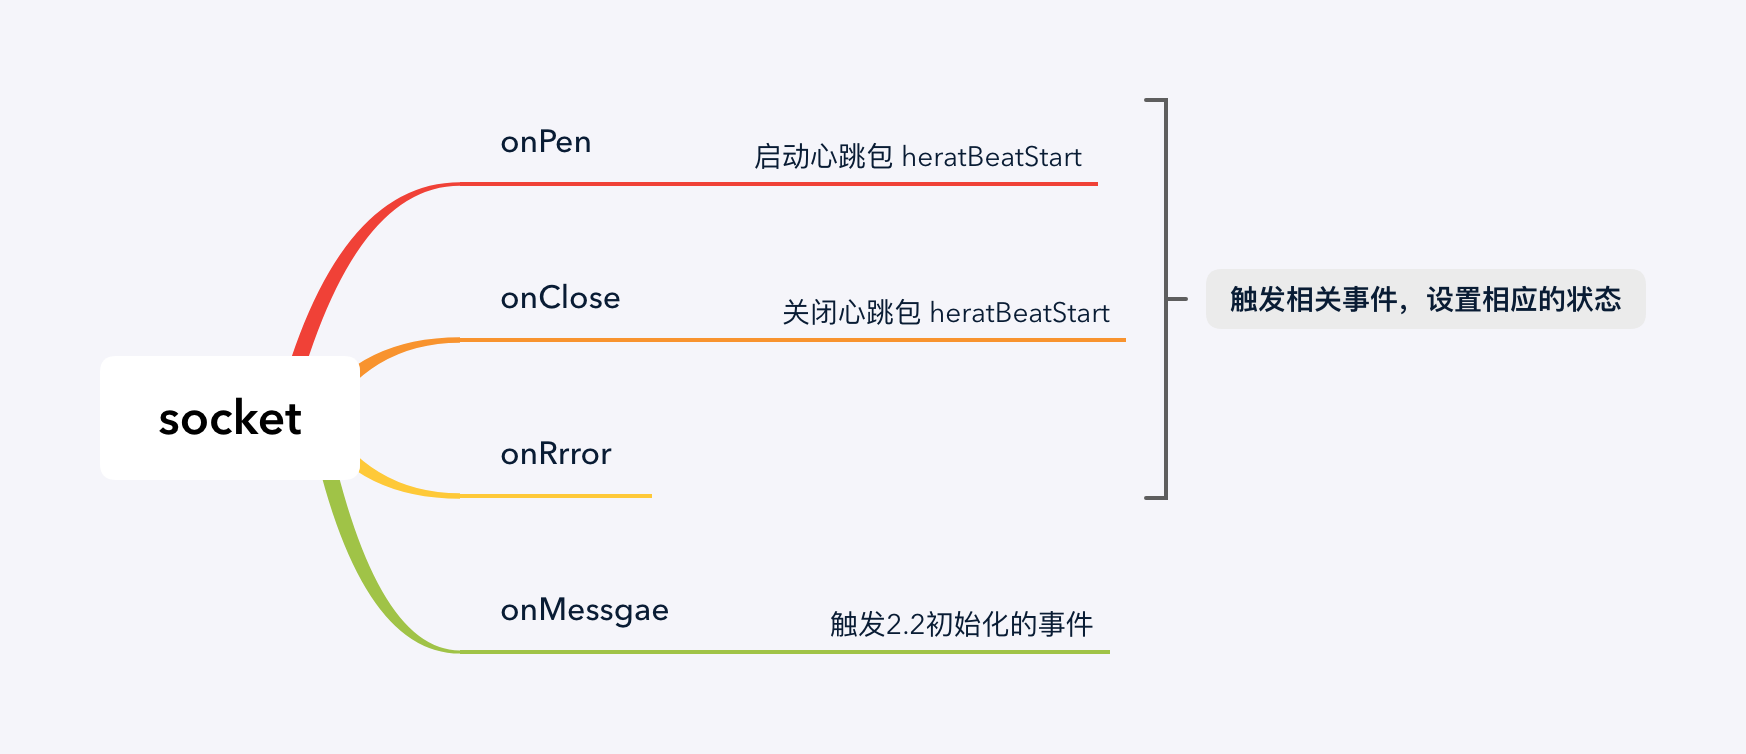 onPen
启动心跳包 heratBeatStart
onClose
关闭心跳包 heratBeatStart
触发相关事件，设置相应的状态
socket
onRrror
onMessgae
触发2.2初始化的事件